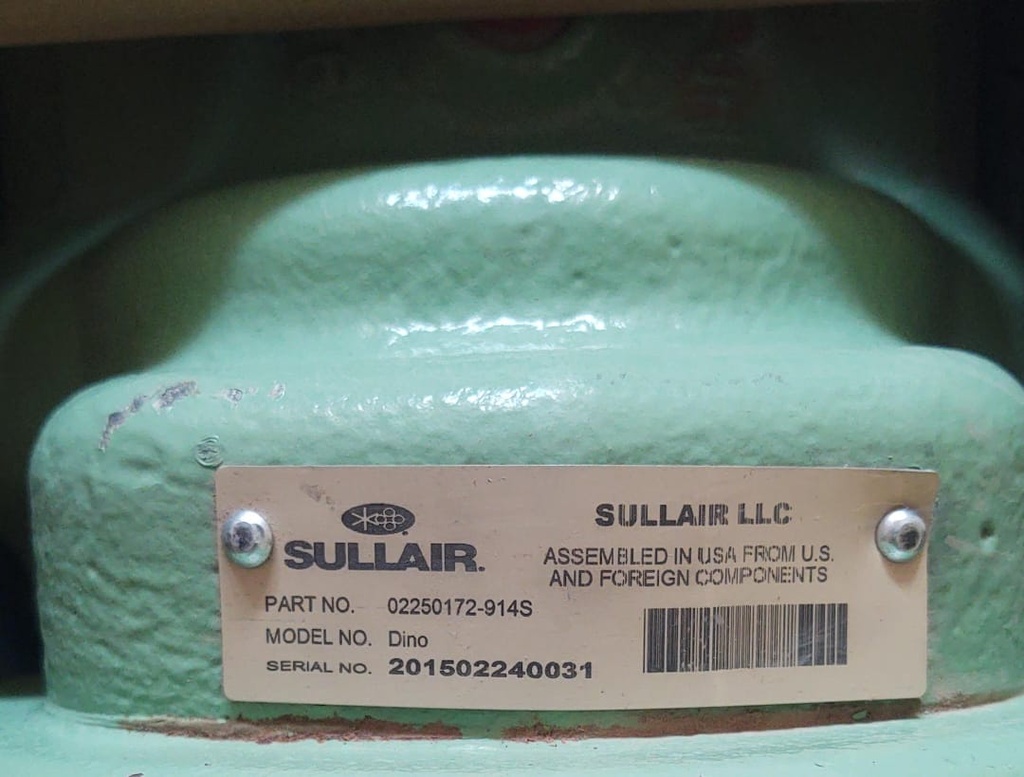 SULLAIR.
PART NO. 02250172-914S
MODEL NO. Dino
SERIAL NO. 201502240031
SULLAIR LLC
ASSEMBLED IN USA FROM U.S.
AND FOREIGN COMPONENTS